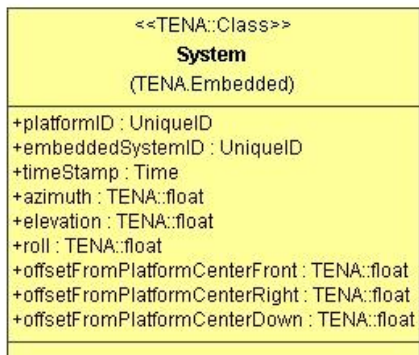 <<TENA::Class>>
System
(TENA.Embedded)
+platformID : UniqueID
+embeddedSystemID : UniqueID
+timeStamp : Time
+azimuth : TENA::float
+elevation : TENA::float
+roll : TENA::float
+offsetFromPlatformCenterFront : TENA::float
+offsetFromPlatformCenterRight : TENA::float
+offsetFromPlatformCenterDown : TENA::float